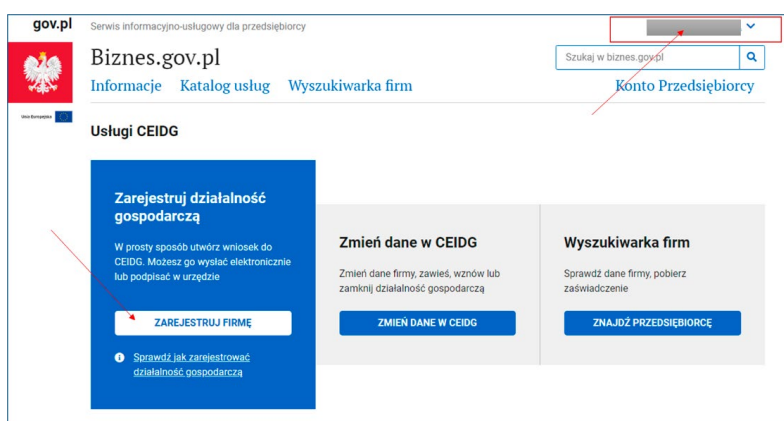 gov.pl
Serwis informacyjno-usługowy dla przedsiębiorcy
Biznes.gov.pl
Szukaj w biznes.gov.pl
Informacje Katalog usług Wyszukiwarka firm Konto Przedsiębiorcy
Unia Europejska
Usługi CEIDG
Zarejestruj działalność
gospodarczą
W prosty sposób utwórz wniosek do
CEIDG. Możesz go wysłać elektronicznie
lub podpisać w urzędzie
ZAREJESTRUJ FIRMĘ
Sprawdź jak zarejestrować
działalność gospodarczą
Zmień dane w CEIDG
Zmień dane firmy, zawieś, wznów lub
zamknij działalność gospodarczą
ZMIEŃ DANE W CEIDG
Wyszukiwarka firm
Sprawdź dane firmy, pobierz
zaświadczenie
ZNAJDŹ PRZEDSIĘBIORCĘ